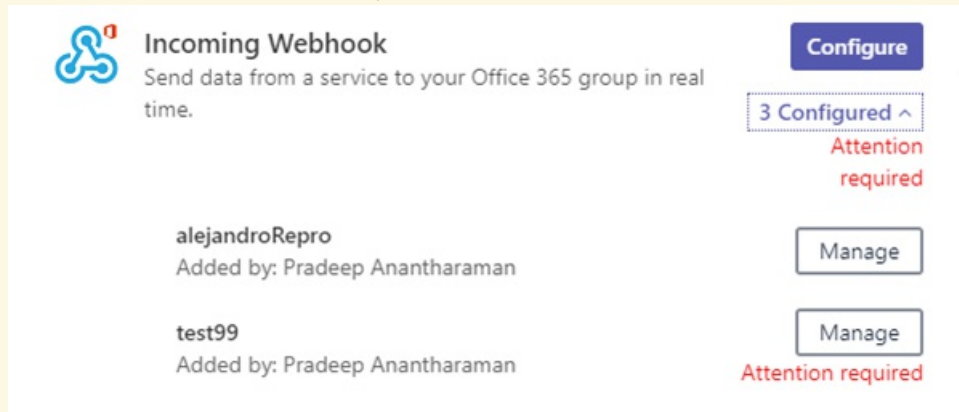 Incoming Webhook
Configure
Send data from a service to your Office 365 group in real
time.
3 Configured ^
Attention
required
alejandroRepro
Manage
Added by: Pradeep Anantharaman
test99
Manage
Added by: Pradeep Anantharaman
Attention required